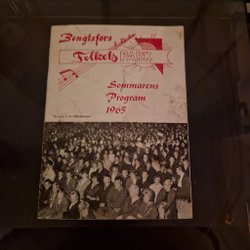 Bengtsfors
Folkets PARK
Sommarens
Program
1965